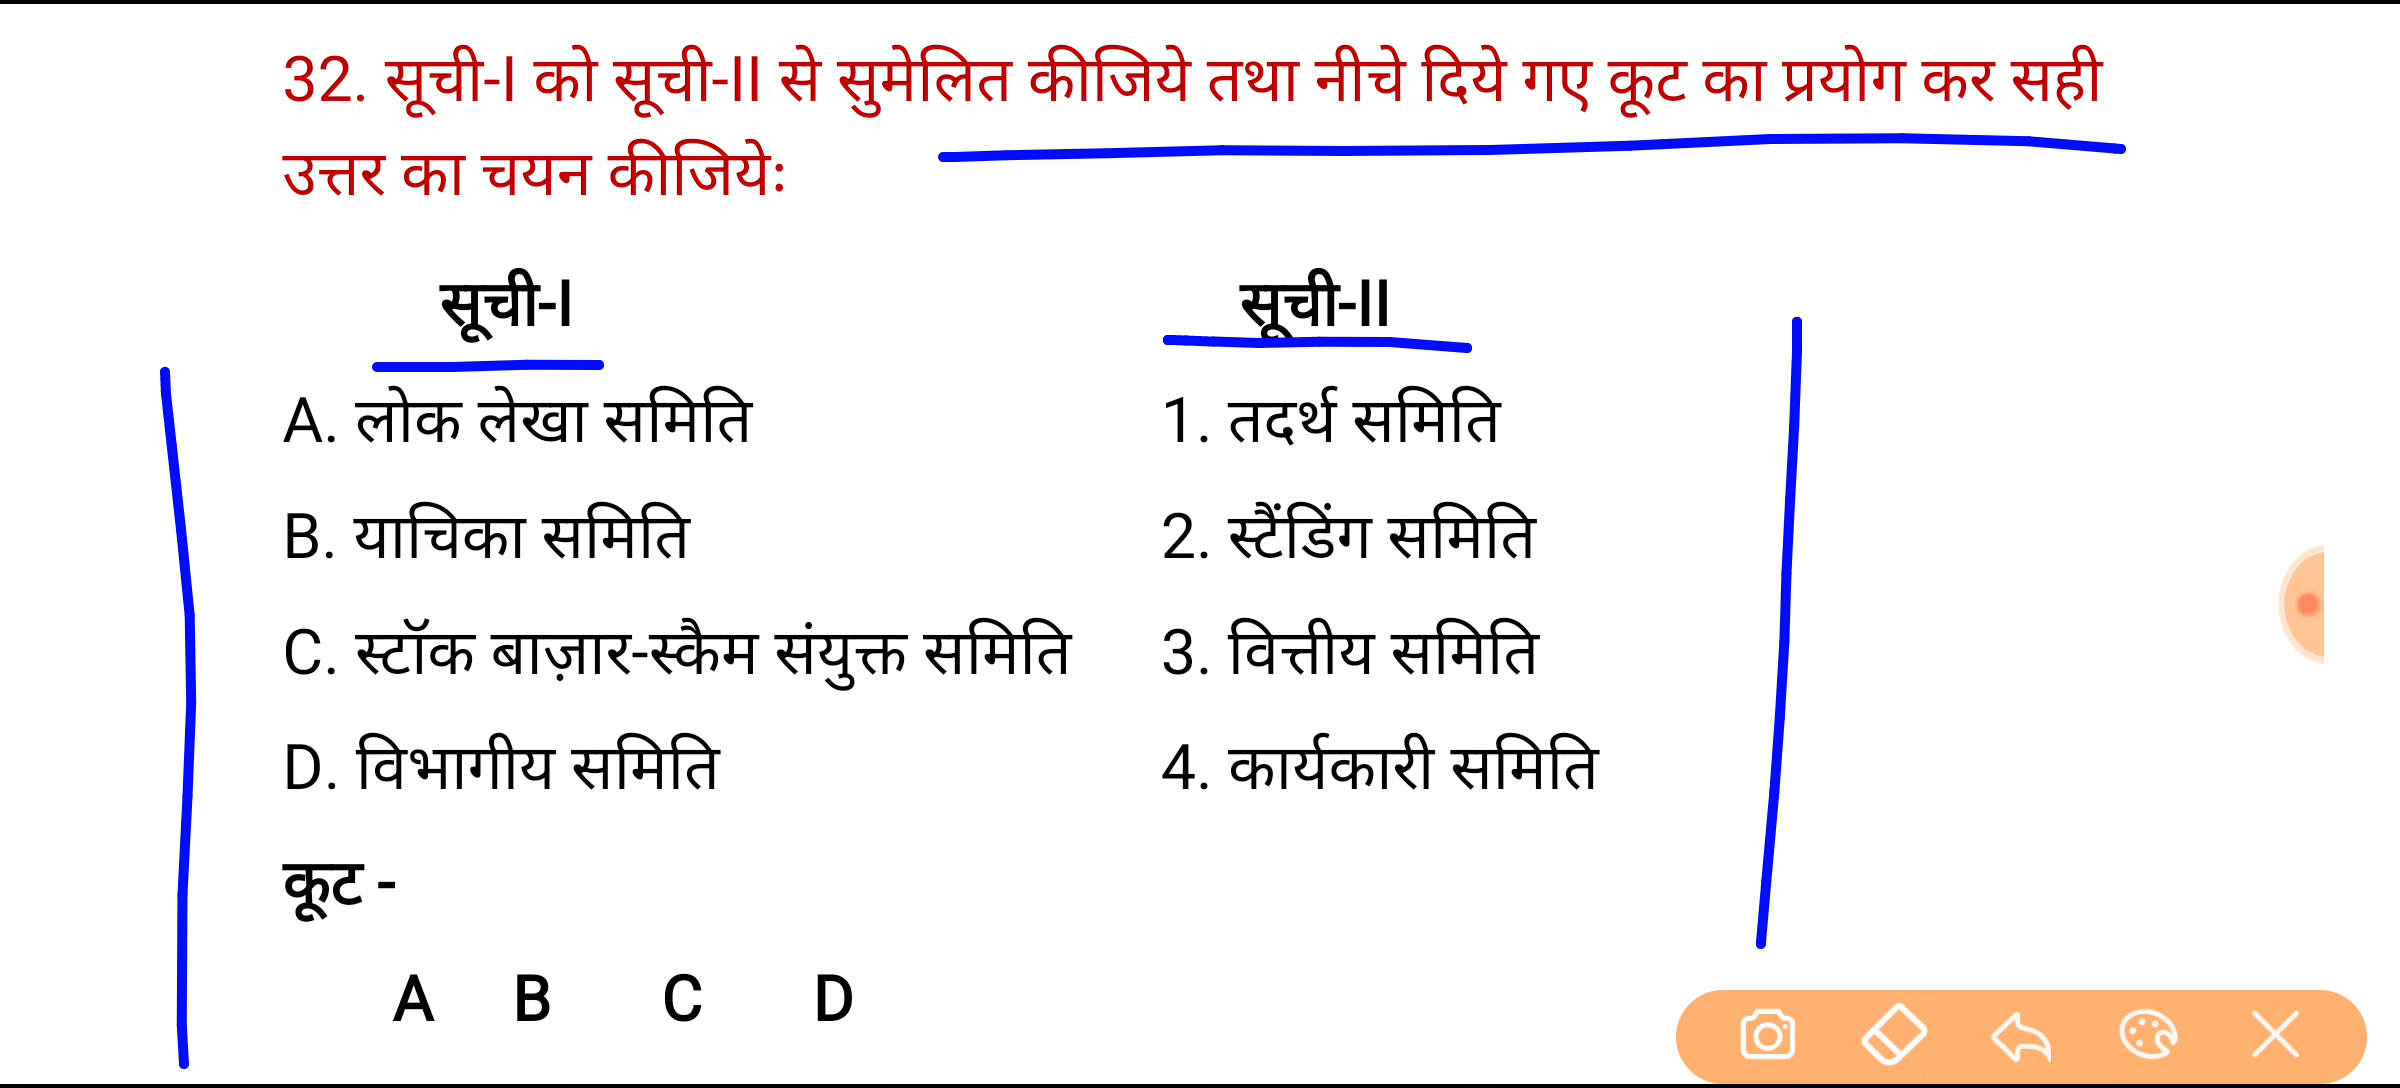 32. सूची-I को सूची-II से सुमेलित कीजिये तथा नीचे दिये गए कूट का प्रयोग कर सही
उत्तर का चयन कीजियेः
सूची-I सूची-II
A. लोक लेखा समिति 1. तदर्थ समिति
B. याचिका समिति 2. स्टैंडिंग समिति
C. स्टॉक बाज़ार-स्कैम संयुक्त समिति 3. वित्तीय समिति
D. विभागीय समिति 4. कार्यकारी समिति
कूट -
A B C D